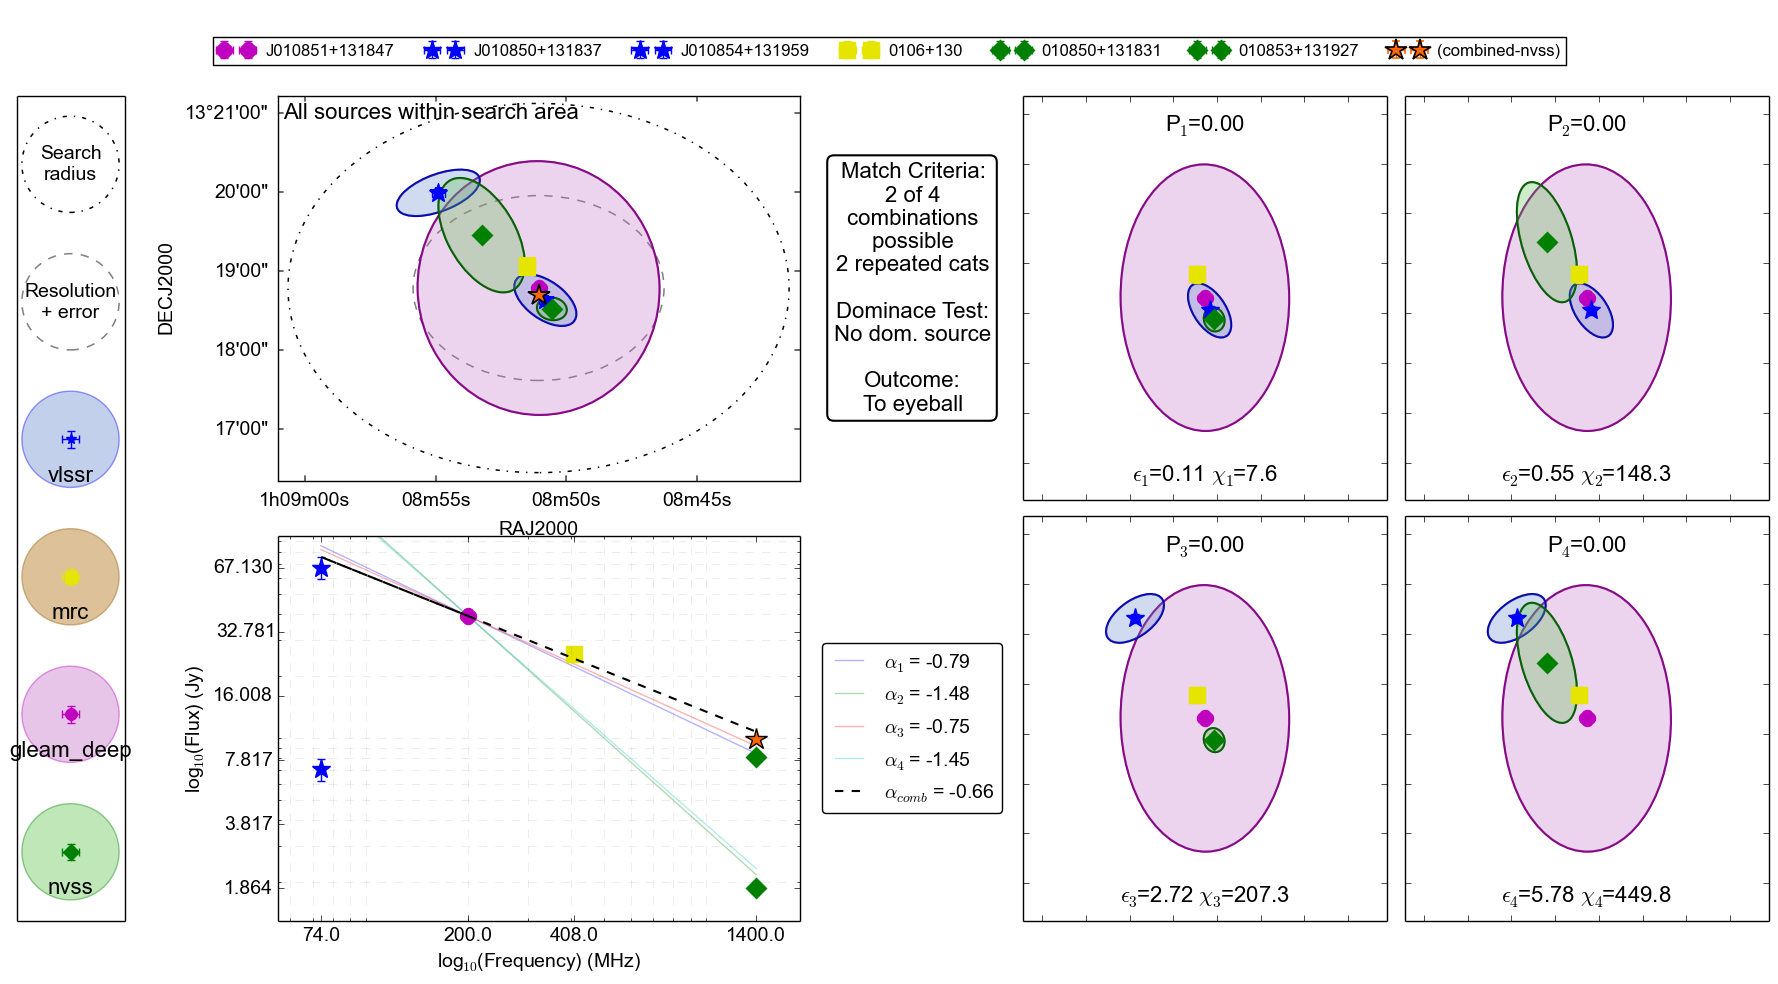 J010851+131847 J010850+131837 J010854+131959 0106+130 010850+131831 010853+131927 (combined-nvss)
Search
radius
Resolution
+ error
vlssr
mrc
gleam_deep
nvss
All sources within search area
13°21'00"
20'00"
19'00"
18'00"
17'00"
DECJ2000
1h09m00s 08m55s 08m50s 08m45s
RAJ2000
Match Criteria:
2 of 4
combinations
possible
2 repeated cats
Dominace Test:
No dom. source
Outcome:
To eyeball
P1=0.00
ϵ1=0.11 χ1=7.6
P2=0.00
ϵ2=0.55 χ2=148.3
P3=0.00
ϵ3=2.72 χ3=207.3
P4=0.00
ϵ4=5.78 χ4=449.8
67.130
32.781
16.008
7.817
3.817
1.864
log10(Flux) (Jy)
74.0 200.0 408.0 1400.0
log10(Frequency) (MHz)
α1 = -0.79
α2 = -1.48
α3 = -0.75
α4 = -1.45
αcomb = -0.66